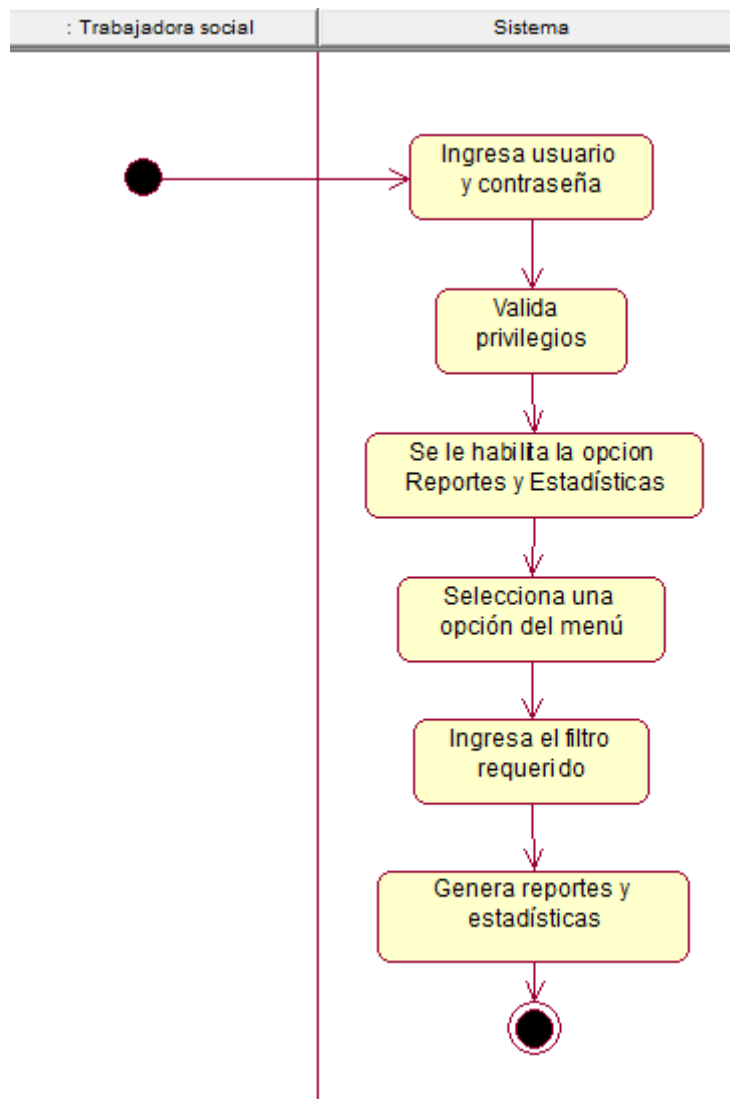 : Trabajadora social
Sistema
Ingresa usuario
y contraseña
Valida
privilegios
Se le habilita la opcion
Reportes y Estadísticas
Selecciona una
opción del menú
Ingresa el filtro
requerido
Genera reportes y
estadísticas